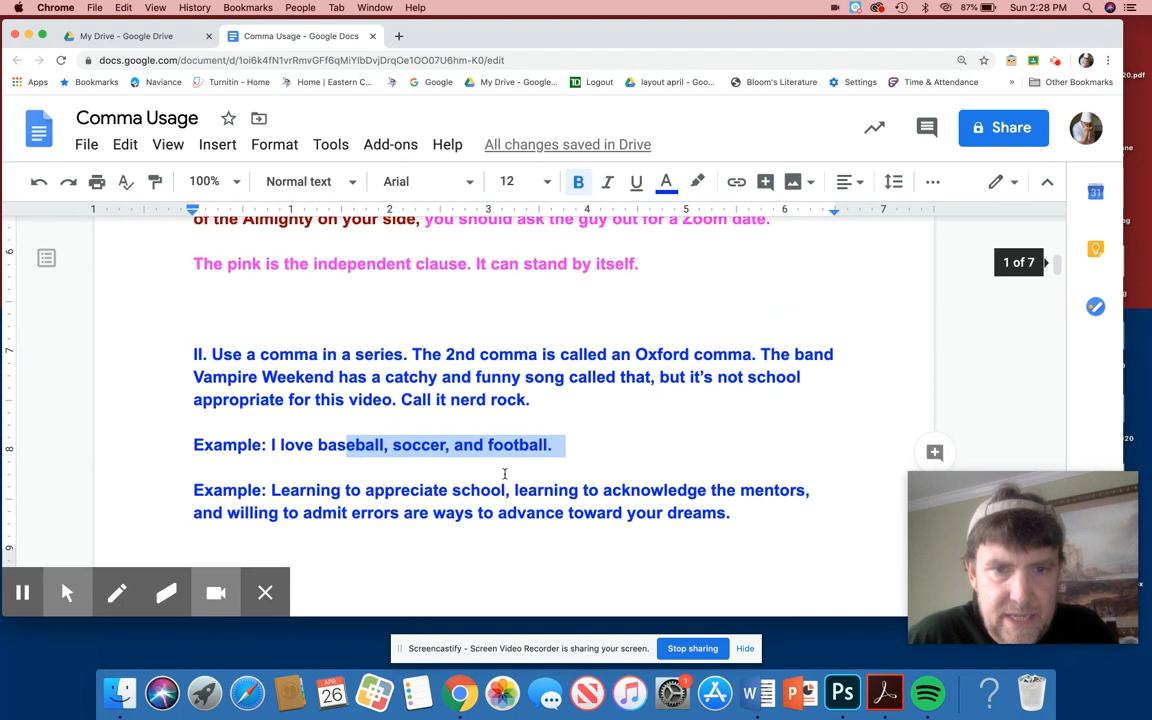 Chrome File Edit View History Bookmarks People Tab Window Help 87% Sun 2:28 PM
My Drive - Google Drive Comma Usage - Google Docs
docs.google.com/document/d/1oi6k4fN1vrRmvGFf6qMiYlbDvjDrqOe1OO07U6hm-K0/edit
Apps Bookmarks Naviance Turnitin - Home Home | Eastern C... Google My Drive - Google... Logout layout april - Goo... Bloom's Literature Settings Time & Attendance » Other Bookmarks
Comma Usage
File Edit View Insert Format Tools Add-ons Help All changes saved in Drive
Share
100% Normal text Arial 12
1 1 2 3 4 5 6 7
of the Almighty on your side, you should ask the guy out for a Zoom date.
The pink is the independent clause. It can stand by itself.
1 of 7
II. Use a comma in a series. The 2nd comma is called an Oxford comma. The band
Vampire Weekend has a catchy and funny song called that, but it's not school
appropriate for this video. Call it nerd rock.
Example: I love baseball, soccer, and football.
Example: Learning to appreciate school, learning to acknowledge the mentors,
and willing to admit errors are ways to advance toward your dreams.
Screencastify - Screen Video Recorder is sharing your screen. Stop sharing Hide
APR
26